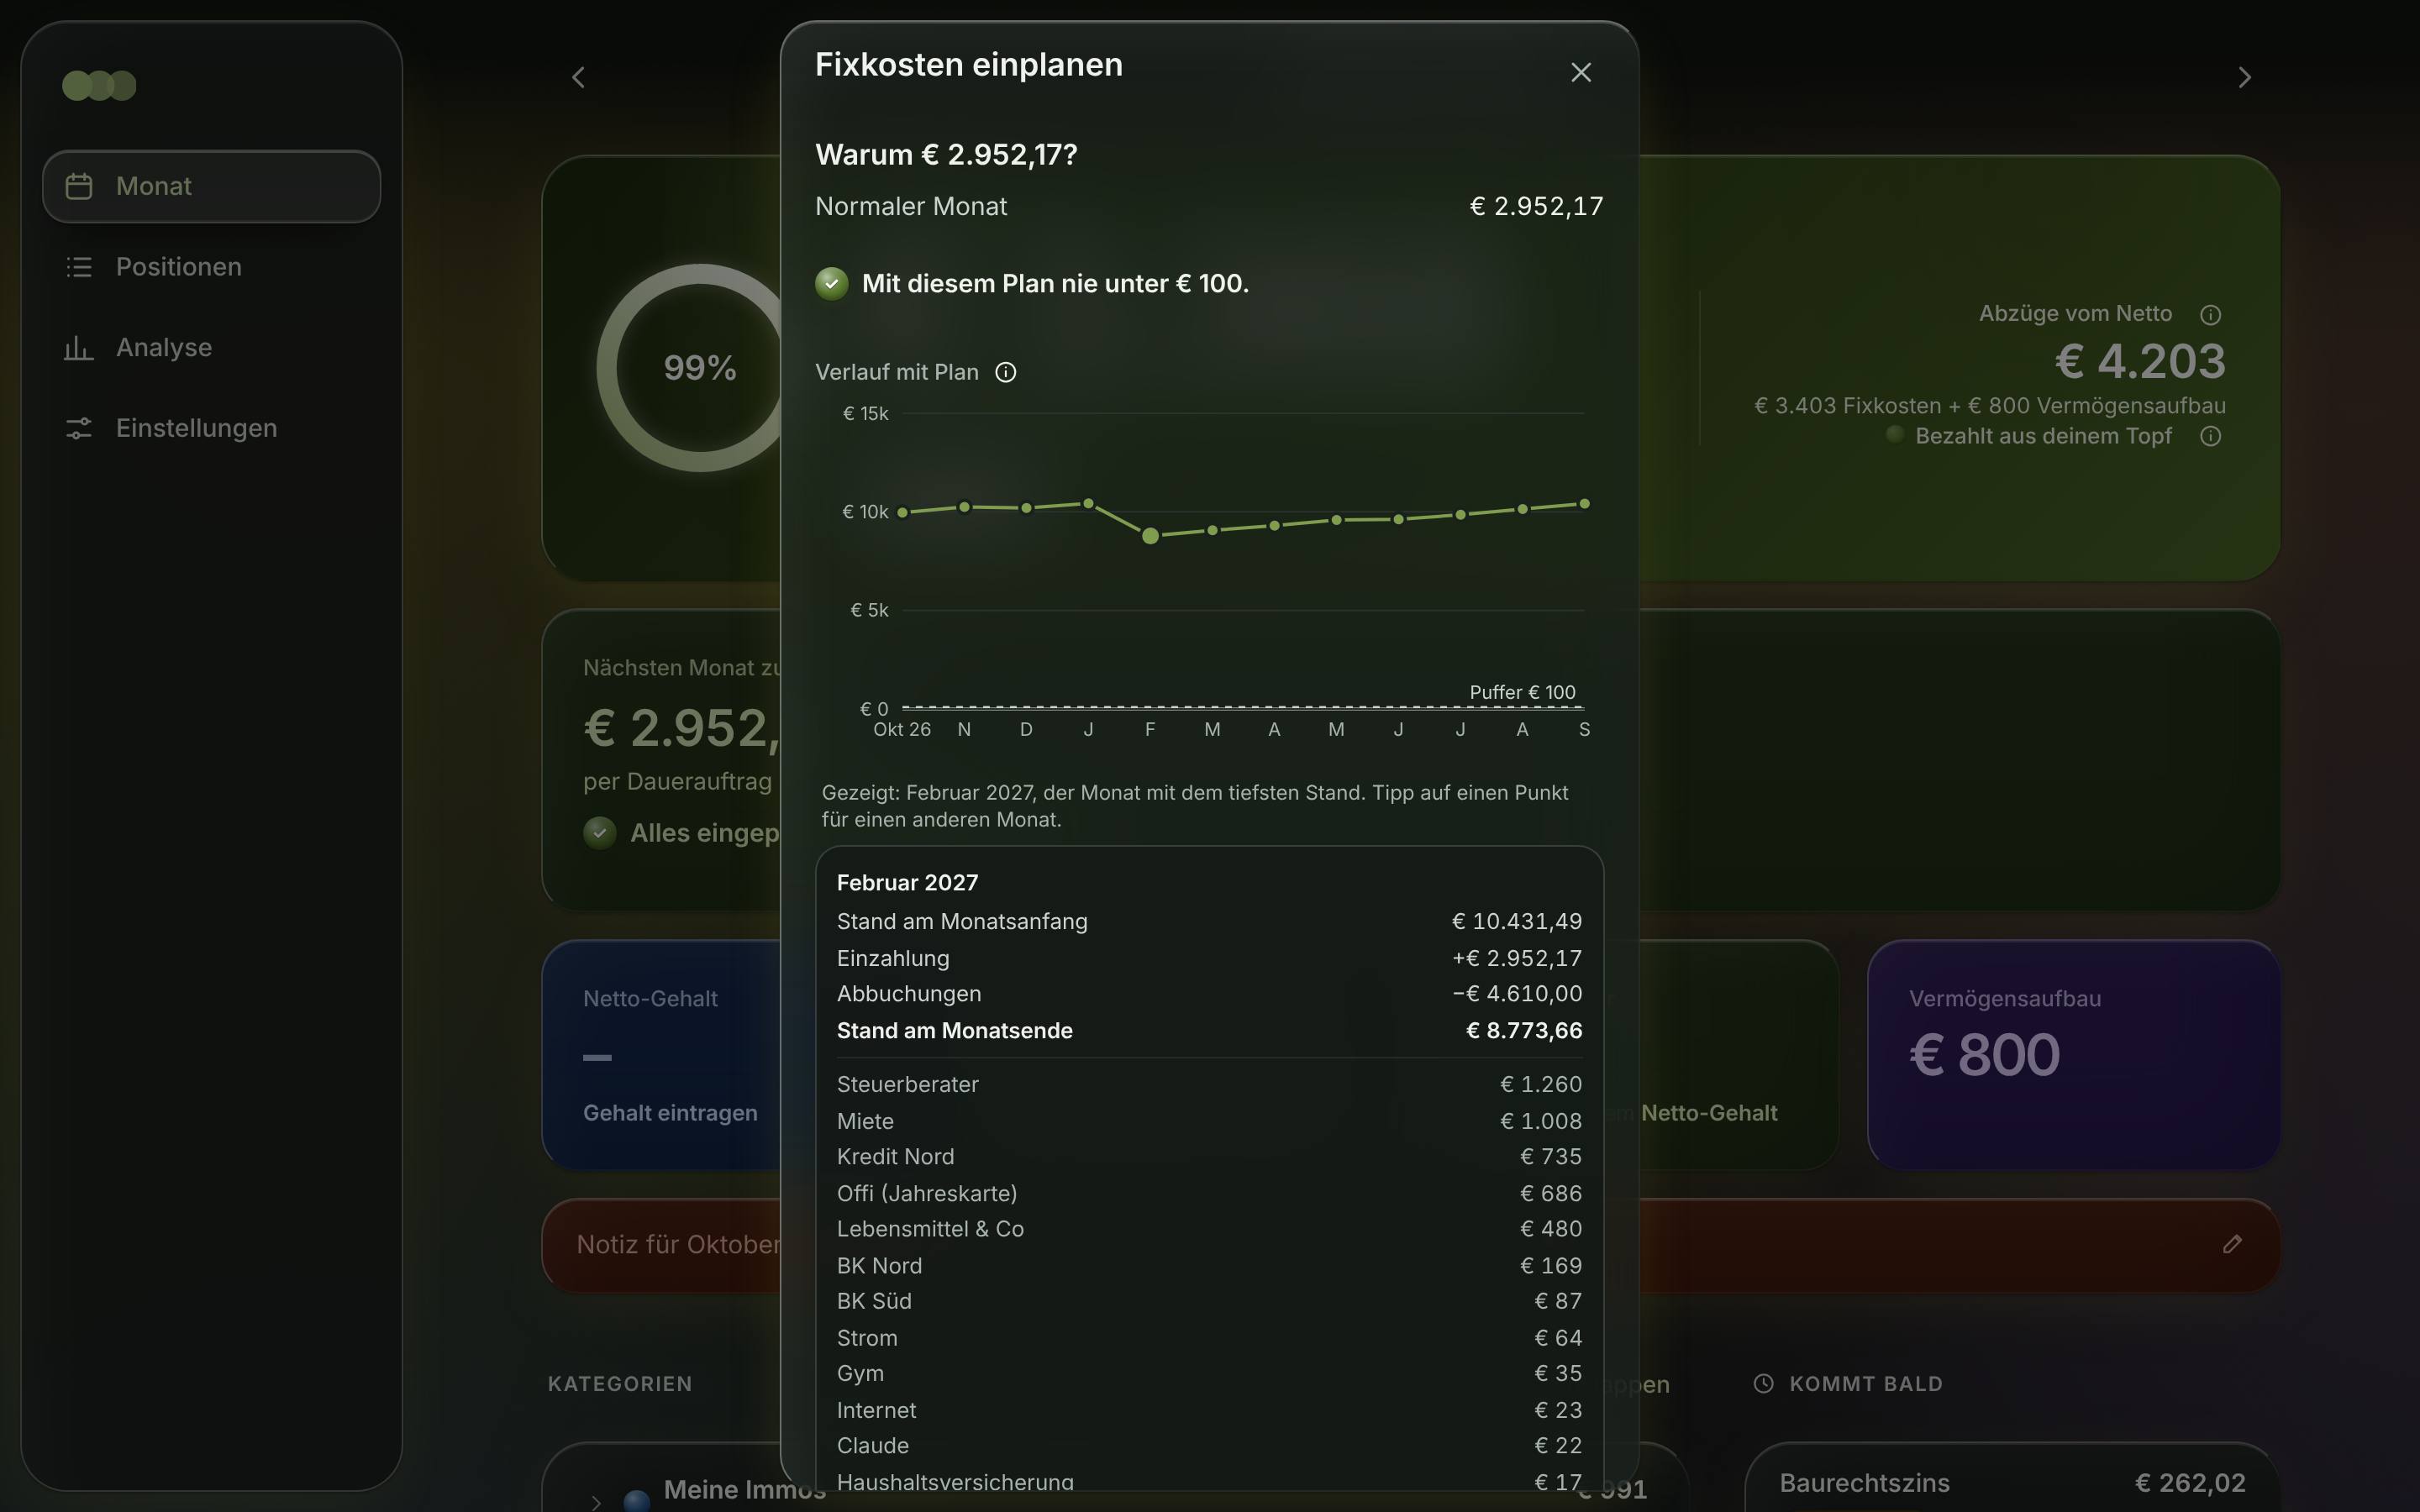 Monat
Positionen
Analyse
Einstellungen
99%
Abzüge vom Netto
€ 4.203
€ 3.403 Fixkosten + € 800 Vermögensaufbau
Bezahlt aus deinem Topf
Nächsten Monat
€ 2.952,
per Dauerauftrag
Alles
Netto-Gehalt
–
Gehalt eintragen
Netto-Gehalt
Vermögensaufbau
€ 800
Notiz für Oktober
KATEGORIEN
KOMMT BALD
Meine Immos
€ 991
Baurechtszins
€ 262,02
Fixkosten einplanen
Warum € 2.952,17?
Normaler Monat
€ 2.952,17
Mit diesem Plan nie unter € 100.
Verlauf mit Plan
€ 15k
€ 10k
€ 5k
Puffer € 100
€ 0
Okt 26 N D J F M A M J J A S
Gezeigt: Februar 2027, der Monat mit dem tiefsten Stand. Tipp auf einen Punkt
für einen anderen Monat.
Februar 2027
Stand am Monatsanfang € 10.431,49
Einzahlung +€ 2.952,17
Abbuchungen −€ 4.610,00
Stand am Monatsende € 8.773,66
Steuerberater € 1.260
Miete € 1.008
Kredit Nord € 735
Offi (Jahreskarte) € 686
Lebensmittel & Co € 480
BK Nord € 169
BK Süd € 87
Strom € 64
Gym € 35
Internet € 23
Claude € 22
Haushaltsversicherung € 17